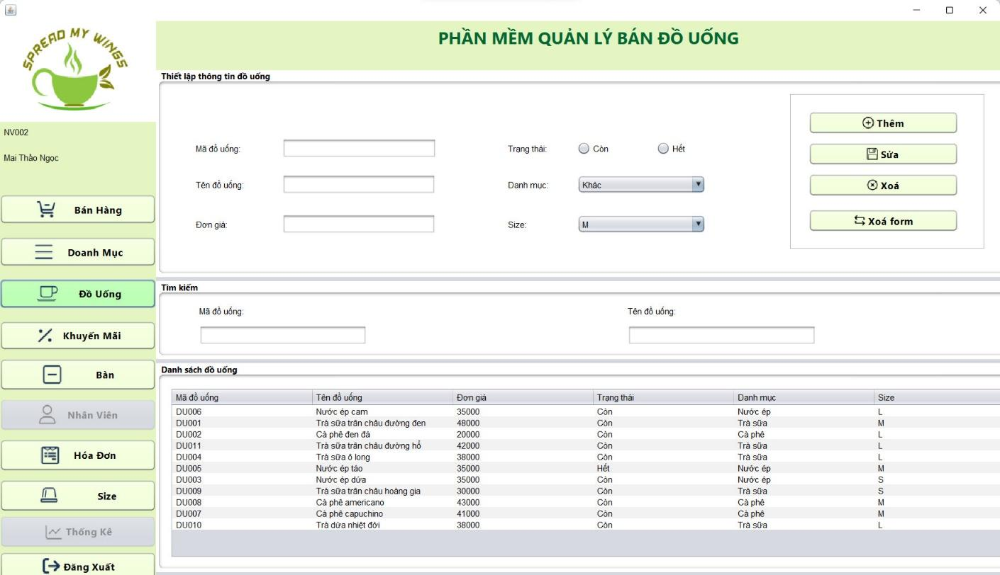 SPREAD MY WINGS
NV002
Mai Thảo Ngọc
Bán Hàng
Doanh Mục
Đồ Uống
Khuyến Mãi
Bàn
Nhân Viên
Hóa Đơn
Size
Thống Kê
Đăng Xuất
PHẦN MỀM QUẢN LÝ BÁN ĐỒ UỐNG
Thiết lập thông tin đồ uống
Mã đồ uống:
Tên đồ uống:
Đơn giá:
Trạng thái: Còn Hết
Danh mục: Khác
Size: M
Thêm
Sửa
Xoá
Xoá form
Tìm kiếm
Mã đồ uống: Tên đồ uống:
Danh sách đồ uống
Mã đồ uống Tên đồ uống Đơn giá Trạng thái Danh mục Size
DU006 Nước ép cam 35000 Còn Nước ép L
DU001 Trà sữa trân châu đường đen 48000 Còn Trà sữa M
DU002 Cà phê đen đá 20000 Còn Cà phê L
DU011 Trà sữa trân châu đường hổ 42000 Còn Trà sữa L
DU004 Trà sữa ô long 38000 Còn Trà sữa L
DU005 Nước ép táo 35000 Hết Nước ép M
DU003 Nước ép dứa 35000 Còn Nước ép S
DU009 Trà sữa trân châu hoàng gia 30000 Còn Trà sữa S
DU008 Cà phê americano 43000 Còn Cà phê M
DU007 Cà phê capuchino 41000 Còn Cà phê M
DU010 Trà dứa nhiệt đới 38000 Còn Trà sữa L